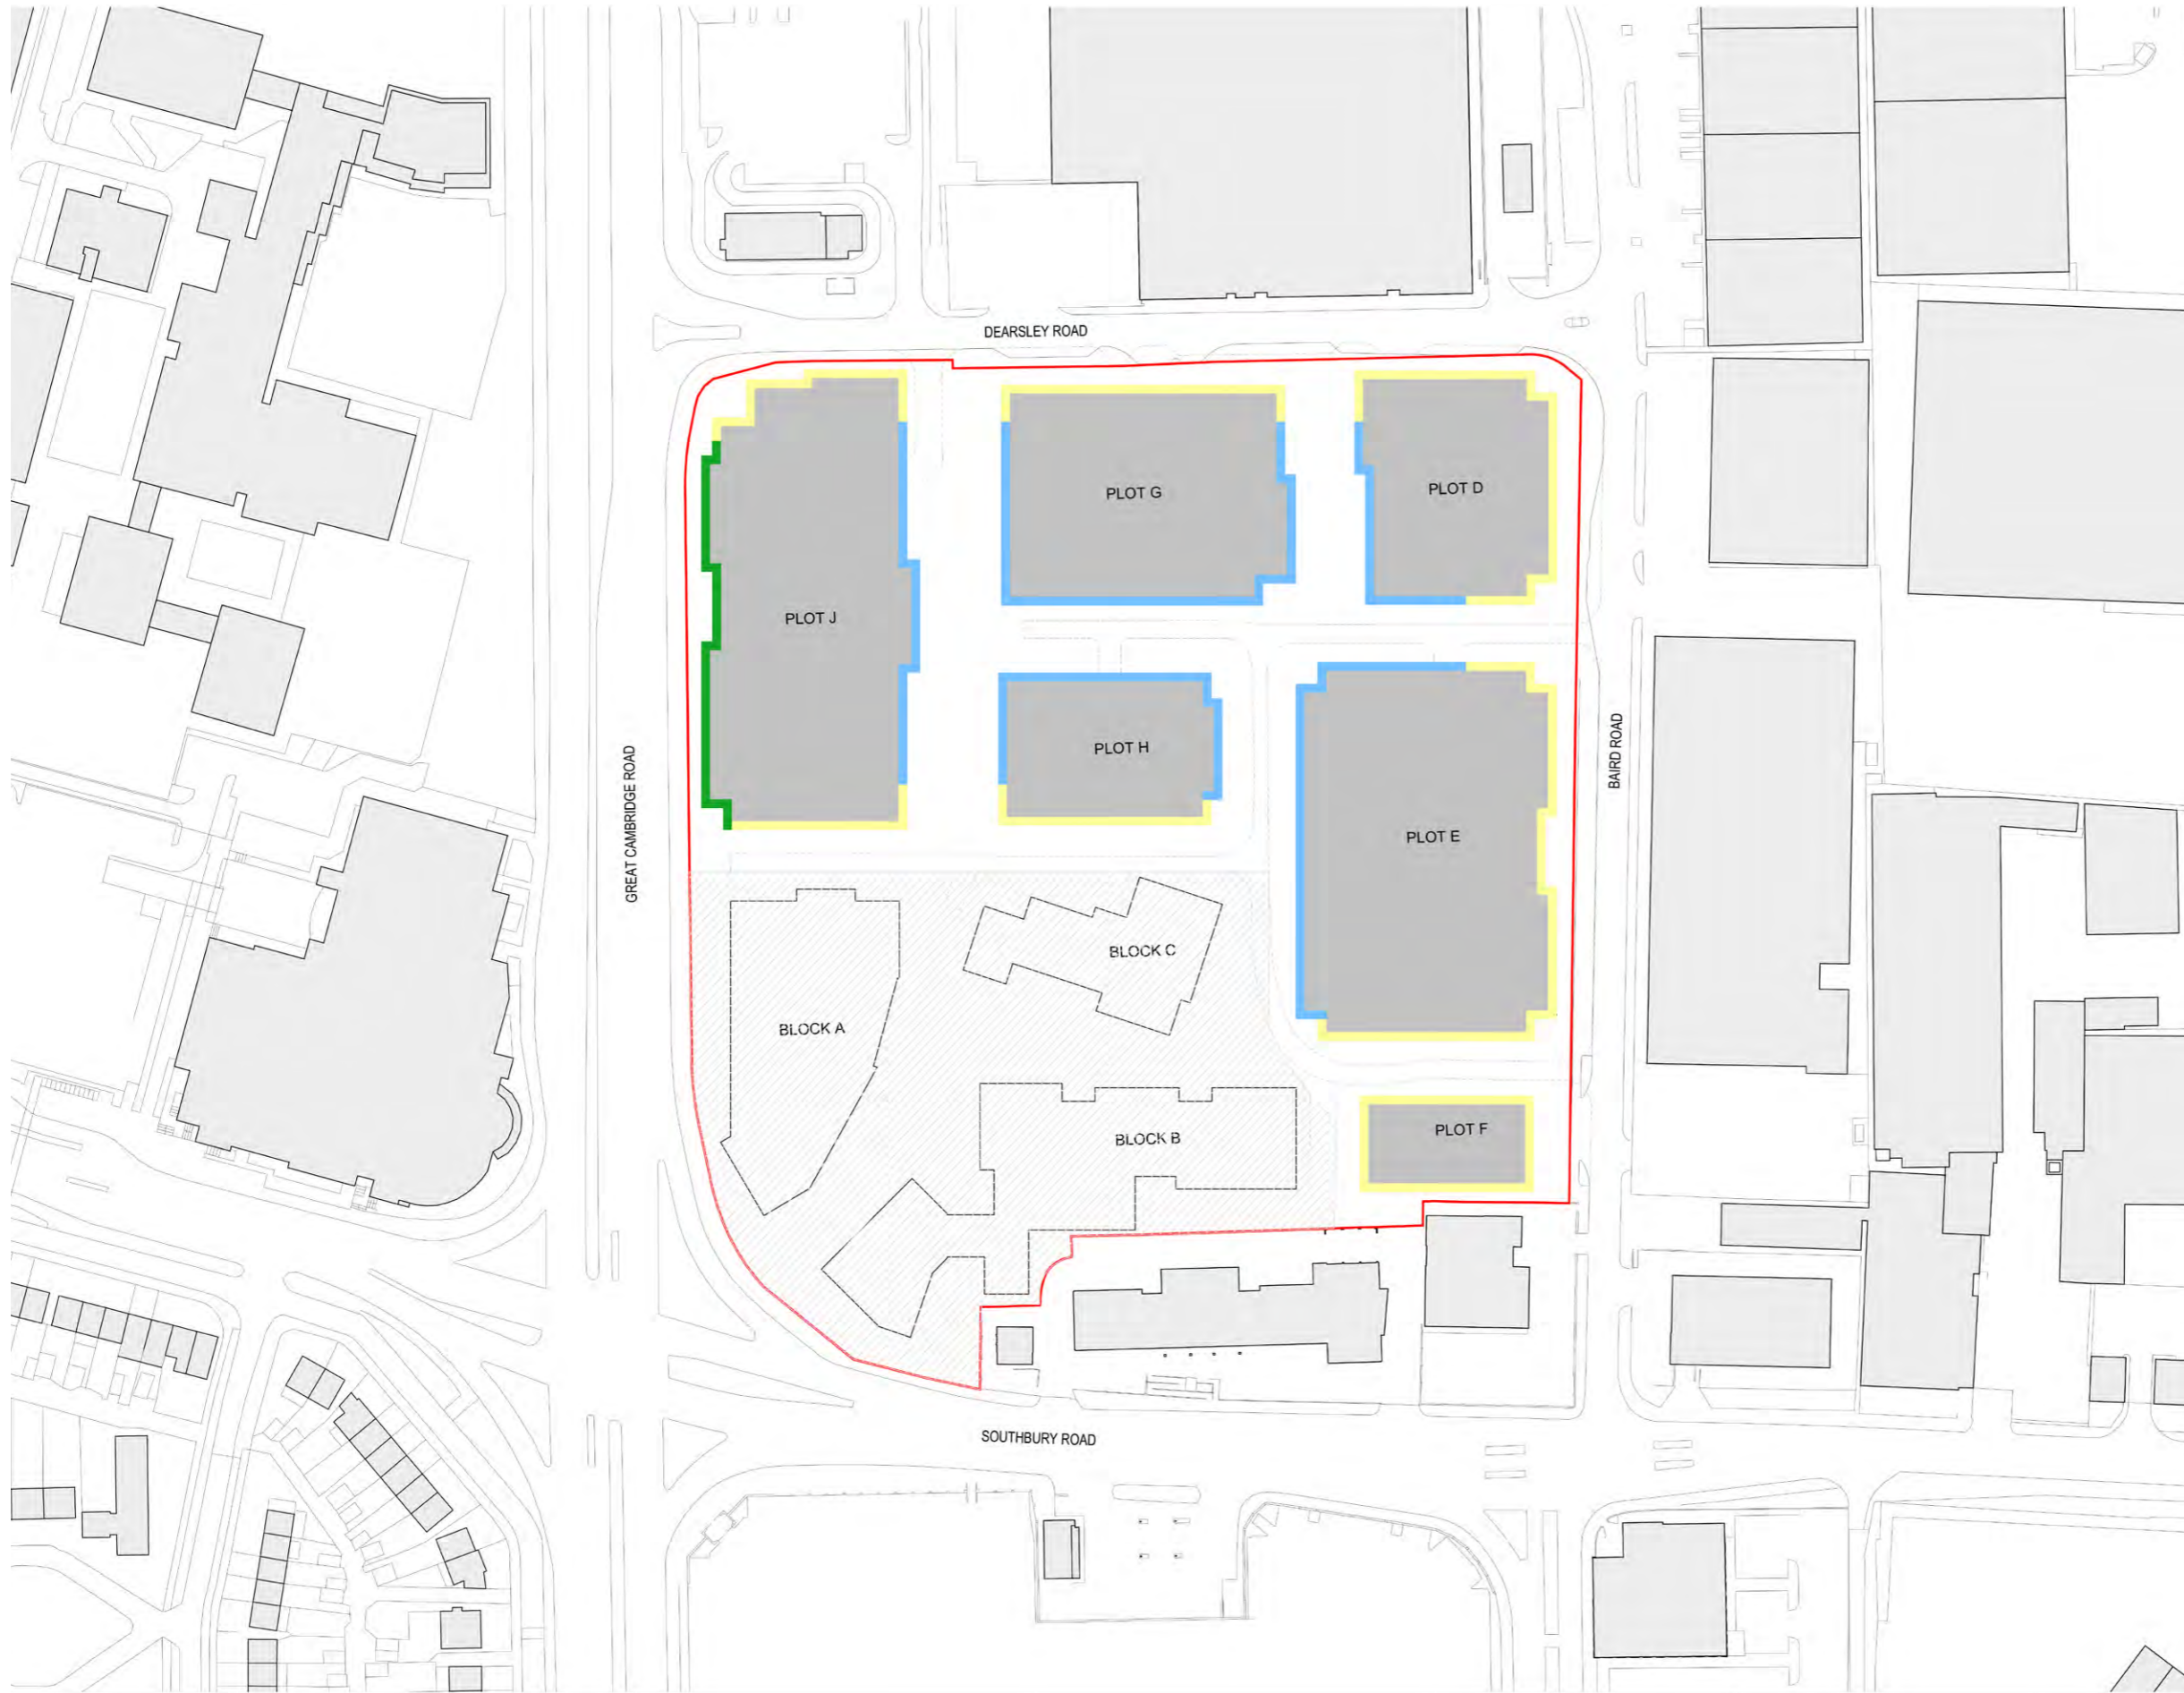 DEARSLEY ROAD
PLOT G
PLOT D
PLOT J
PLOT H
GREAT CAMBRIDGE ROAD
BAIRD ROAD
PLOT E
BLOCK C
BLOCK A
BLOCK B
PLOT F
SOUTHBURY ROAD